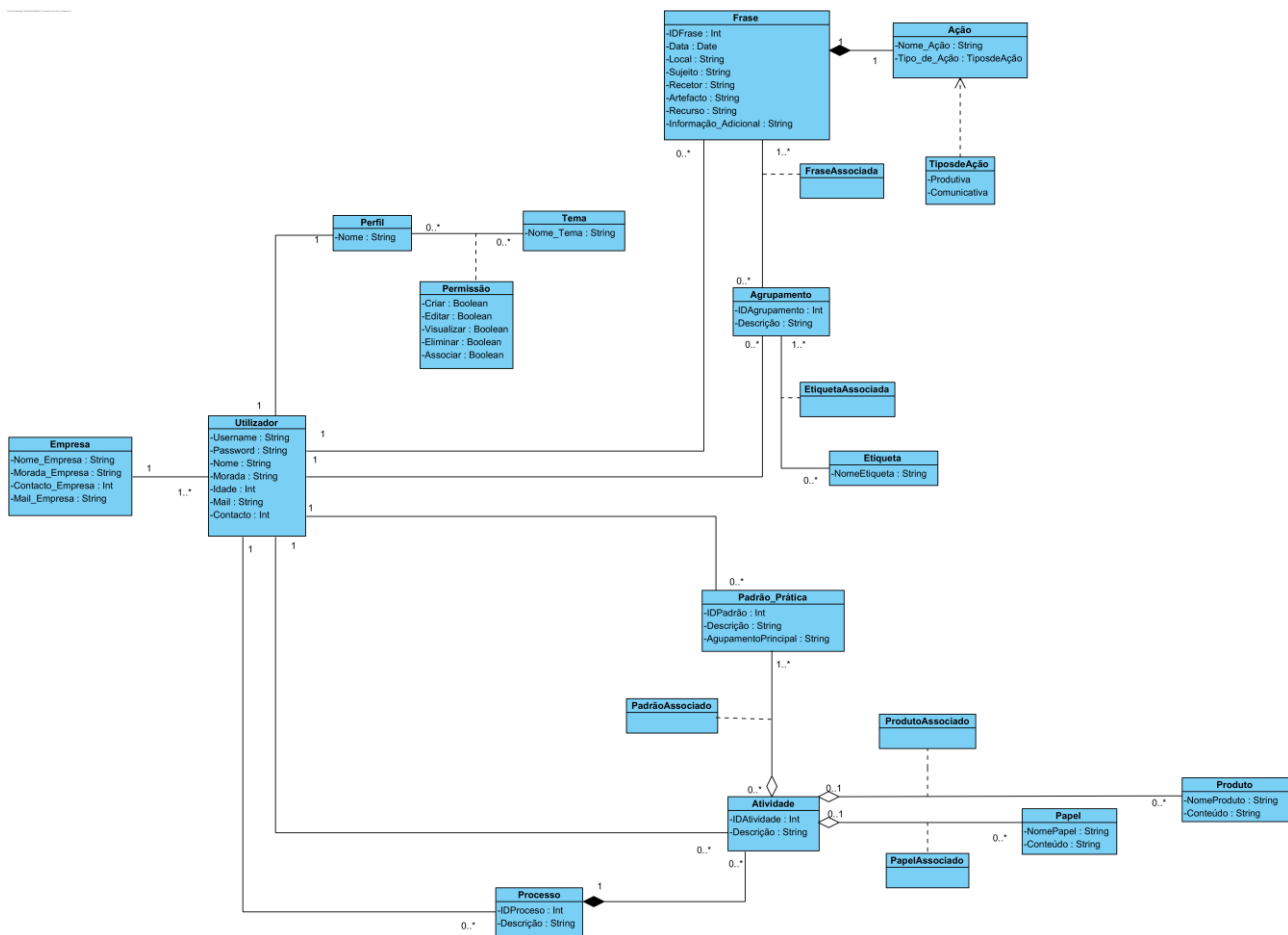 Frase
-IDFrase : Int
-Data : Date
-Local : String
-Sujeito : String
-Recetor : String
-Artefacto : String
-Recurso : String
-Informação_Adicional : String
1
1
Ação
-Nome_Ação : String
-Tipo_de_Ação : TiposdeAção
0..*
1..*
FraseAssociada
TiposdeAção
-Produtiva
-Comunicativa
Perfil
-Nome : String
1
0..*
0..*
Tema
-Nome_Tema : String
Permissão
-Criar : Boolean
-Editar : Boolean
-Visualizar : Boolean
-Eliminar : Boolean
-Associar : Boolean
0..*
Agrupamento
-IDAgrupamento : Int
-Descrição : String
0..*
1..*
EtiquetaAssociada
Etiqueta
-NomeEtiqueta : String
0..*
Empresa
-Nome_Empresa : String
-Morada_Empresa : String
-Contacto_Empresa : Int
-Mail_Empresa : String
1
1..*
1
Utilizador
-Username : String
-Password : String
-Nome : String
-Morada : String
-Idade : Int
-Mail : String
-Contacto : Int
1
1
1
1
1
0..*
Padrão_Prática
-IDPadrão : Int
-Descrição : String
-AgupamentoPrincipal : String
1..*
PadrãoAssociado
ProdutoAssociado
0..*
0..1
0..1
Atividade
-IDAtividade : Int
-Descrição : String
0..*
0..*
Produto
-NomeProduto : String
-Conteúdo : String
0..*
Papel
-NomePapel : String
-Conteúdo : String
0..*
PapelAssociado
Processo
-IDProceso : Int
-Descrição : String
1
0..*